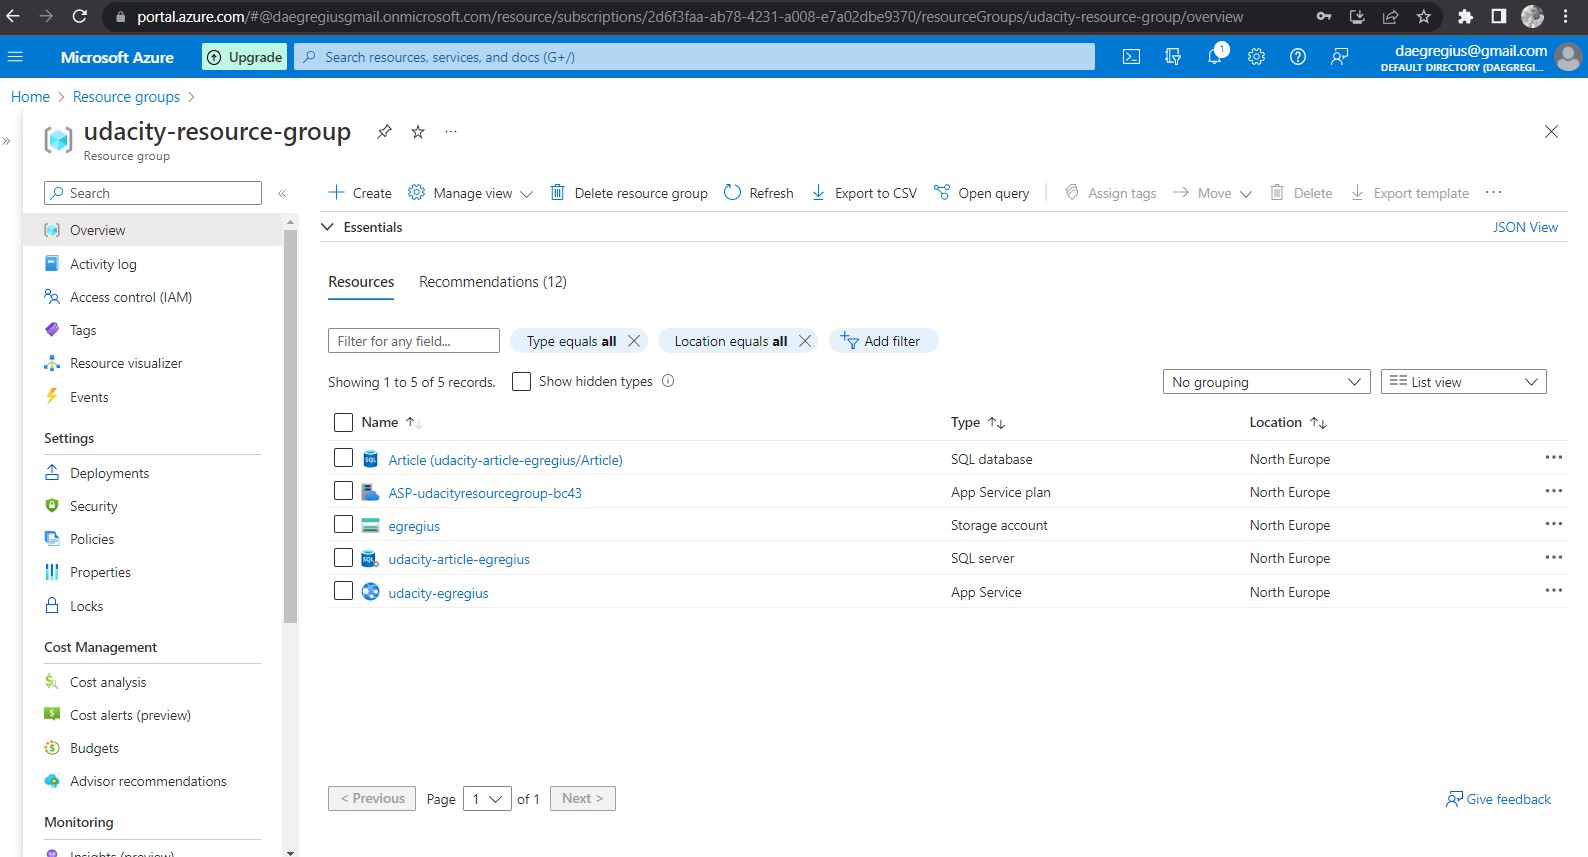 portal.azure.com/#@daegregiusgmail.onmicrosoft.com/resource/subscriptions/2d6f3faa-ab78-4231-a008-e7a02dbe9370/resourceGroups/udacity-resource-group/overview
Microsoft Azure
Upgrade
Search resources, services, and docs (G+/)
1
daegregius@gmail.com
DEFAULT DIRECTORY (DAEGREGI...
Home > Resource groups >
udacity-resource-group
...
Resource group
Search
«
Create
Manage view
Delete resource group
Refresh
Export to CSV
Open query
Assign tags
Move
Delete
Export template
...
Overview
Activity log
Access control (IAM)
Tags
Resource visualizer
Events
Settings
Deployments
Security
Policies
Properties
Locks
Cost Management
Cost analysis
Cost alerts (preview)
Budgets
Advisor recommendations
Monitoring
Insights (preview)
Essentials
JSON View
Resources
Recommendations (12)
Filter for any field...
Type equals all
Location equals all
Add filter
Showing 1 to 5 of 5 records.
Show hidden types
No grouping
List view
Name
Type
Location
Article (udacity-article-egregius/Article) SQL database North Europe
ASP-udacityresourcegroup-bc43 App Service plan North Europe
egregius Storage account North Europe
udacity-article-egregius SQL server North Europe
udacity-egregius App Service North Europe
< Previous
Page 1 of 1
Next >
Give feedback